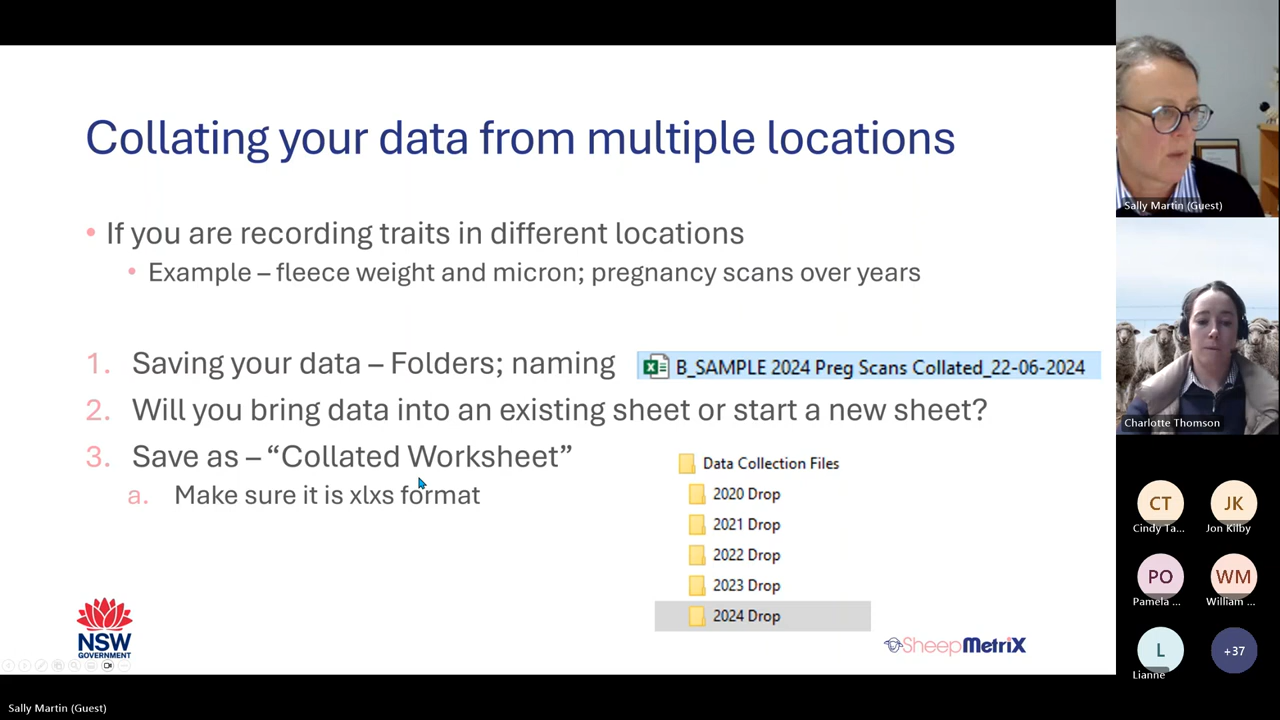 Collating your data from multiple locations
• If you are recording traits in different locations
• Example – fleece weight and micron; pregnancy scans over years
1. Saving your data – Folders; naming
B_SAMPLE 2024 Preg Scans Collated_22-06-2024
2. Will you bring data into an existing sheet or start a new sheet?
3. Save as – “Collated Worksheet”
a. Make sure it is xlxs format
Data Collection Files
2020 Drop
2021 Drop
2022 Drop
2023 Drop
2024 Drop
NSW
GOVERNMENT
SheepMetriX
Sally Martin (Guest)
Charlotte Thomson
CT
Cindy Ta...
JK
Jon Kilby
PO
Pamela ...
WM
William ...
L
Lianne
+37
Sally Martin (Guest)